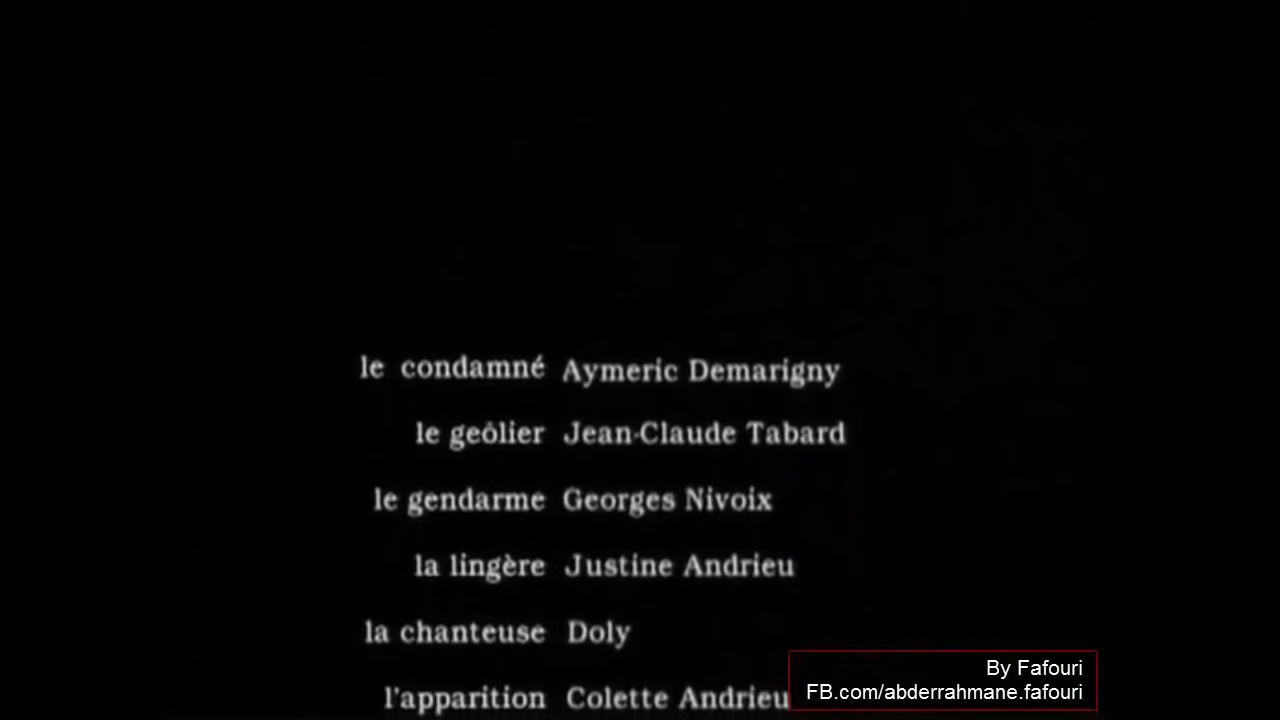 le condamné Aymeric Demarigny
le geôlier Jean-Claude Tabard
le gendarme Georges Nivoix
la lingère Justine Andrieu
la chanteuse Doly
l'apparition Colette Andrieu
By Fafouri
FB.com/abderrahmane.fafouri